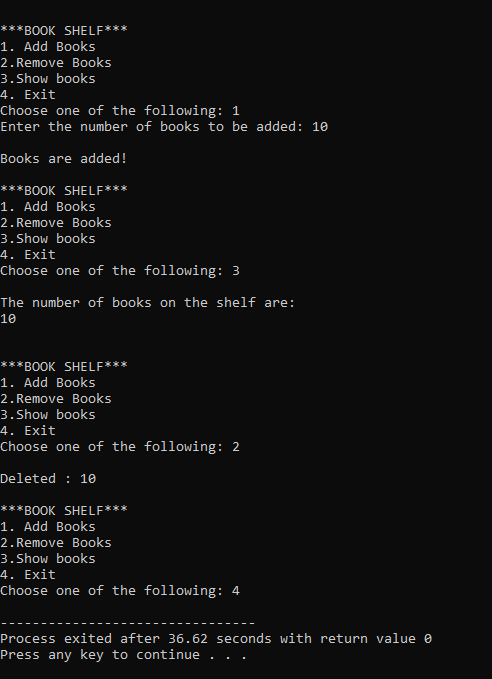 ***BOOK SHELF***
1. Add Books
2.Remove Books
3.Show books
4. Exit
Choose one of the following: 1
Enter the number of books to be added: 10
Books are added!
***BOOK SHELF***
1. Add Books
2.Remove Books
3.Show books
4. Exit
Choose one of the following: 3
The number of books on the shelf are:
10
***BOOK SHELF***
1. Add Books
2.Remove Books
3.Show books
4. Exit
Choose one of the following: 2
Deleted : 10
***BOOK SHELF***
1. Add Books
2.Remove Books
3.Show books
4. Exit
Choose one of the following: 4
--------------------------------
Process exited after 36.62 seconds with return value 0
Press any key to continue . . .